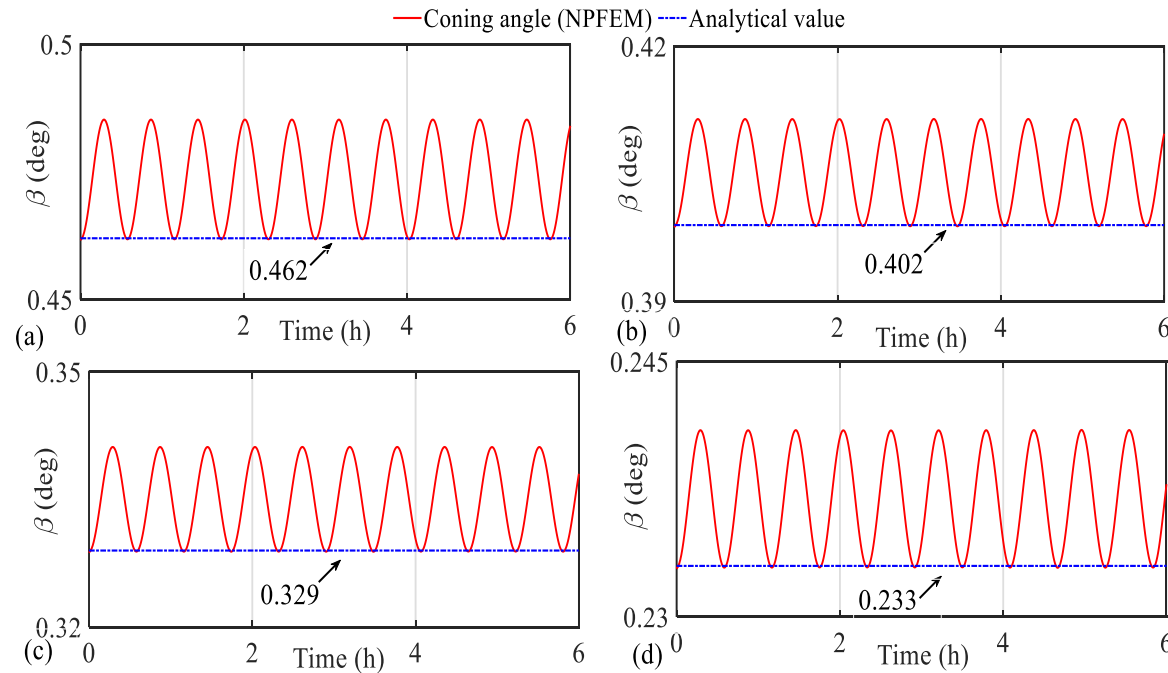 Coning angle (NPFEM) Analytical value
0.5
β (deg)
0.462
0.45
0 2 4 6
(a) Time (h)
0.42
β (deg)
0.402
0.39
0 2 4 6
(b) Time (h)
0.35
β (deg)
0.329
0.32
0 2 4 6
(c) Time (h)
0.245
β (deg)
0.233
0.23
0 2 4 6
(d) Time (h)